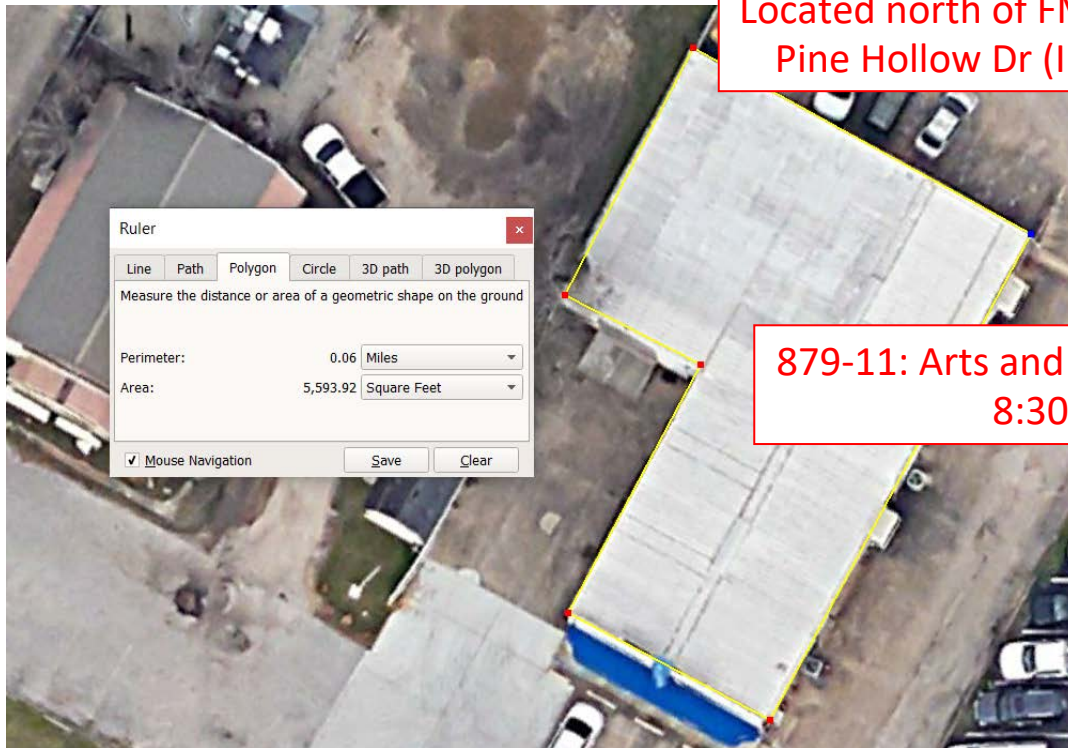 Located north of FM
Pine Hollow Dr (I
Ruler
Line Path Polygon Circle 3D path 3D polygon
Measure the distance or area of a geometric shape on the ground
Perimeter: 0.06 Miles
Area: 5,593.92 Square Feet
Mouse Navigation Save Clear
879-11: Arts and
8:30